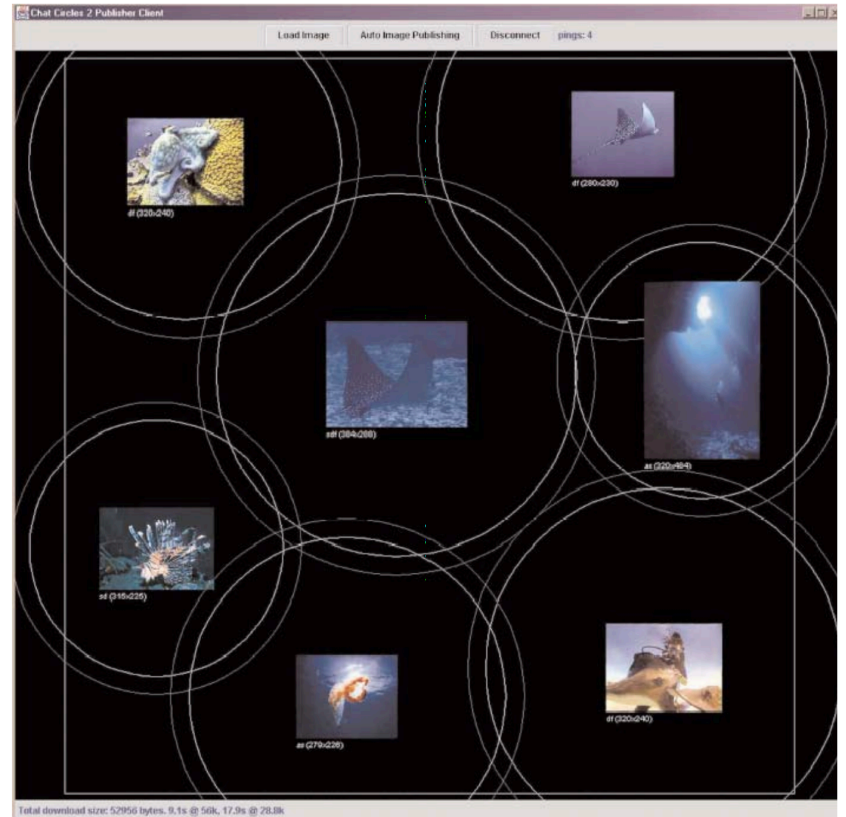 Chat Circles 2 Publisher Client
Load Image Auto Image Publishing Disconnect pings: 4
df (320x240)
df (280x230)
sdf (384x288)
as (320x484)
sd (315x225)
as (279x226)
df (320x240)
Total download size: 52956 bytes. 9.1s @ 56k, 17.9s @ 28.8k